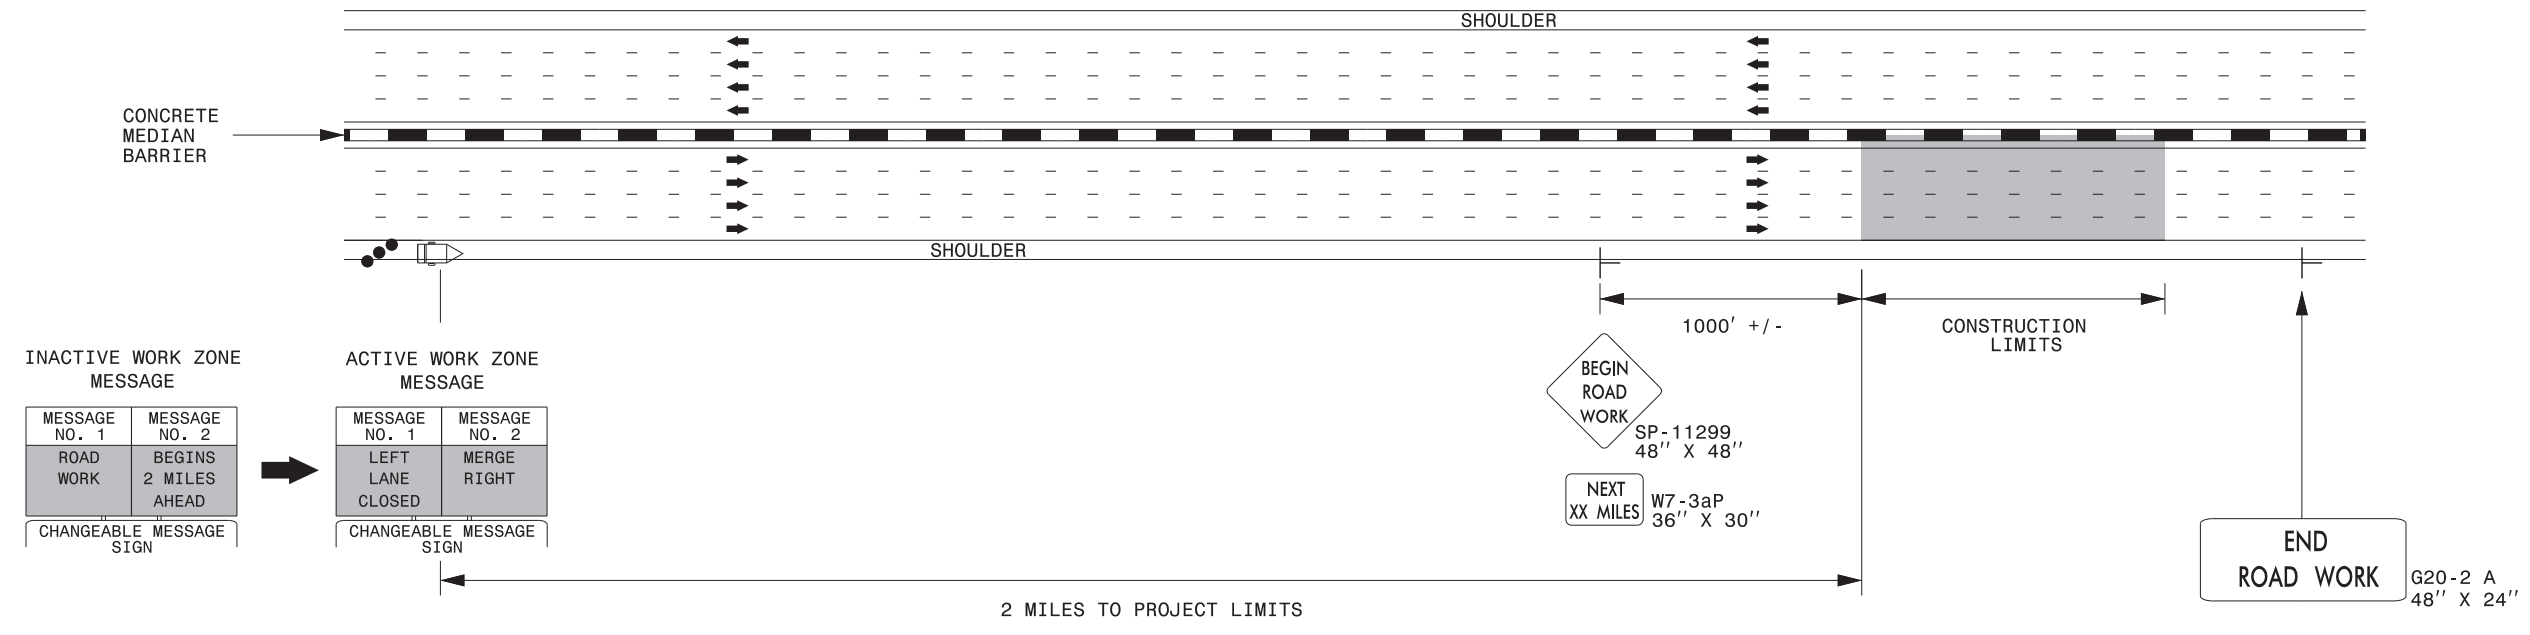 SHOULDER
CONCRETE
MEDIAN
BARRIER
SHOULDER
1000' +/-
CONSTRUCTION
LIMITS
INACTIVE WORK ZONE
MESSAGE
MESSAGE
NO. 1
MESSAGE
NO. 2
ROAD
WORK
BEGINS
2 MILES
AHEAD
CHANGEABLE MESSAGE
SIGN
ACTIVE WORK ZONE
MESSAGE
MESSAGE
NO. 1
MESSAGE
NO. 2
LEFT
LANE
CLOSED
MERGE
RIGHT
CHANGEABLE MESSAGE
SIGN
BEGIN
ROAD
WORK
SP-11299
48'' X 48''
NEXT
XX MILES
W7-3aP
36'' X 30''
END
ROAD WORK
G20-2 A
48'' X 24''
2 MILES TO PROJECT LIMITS